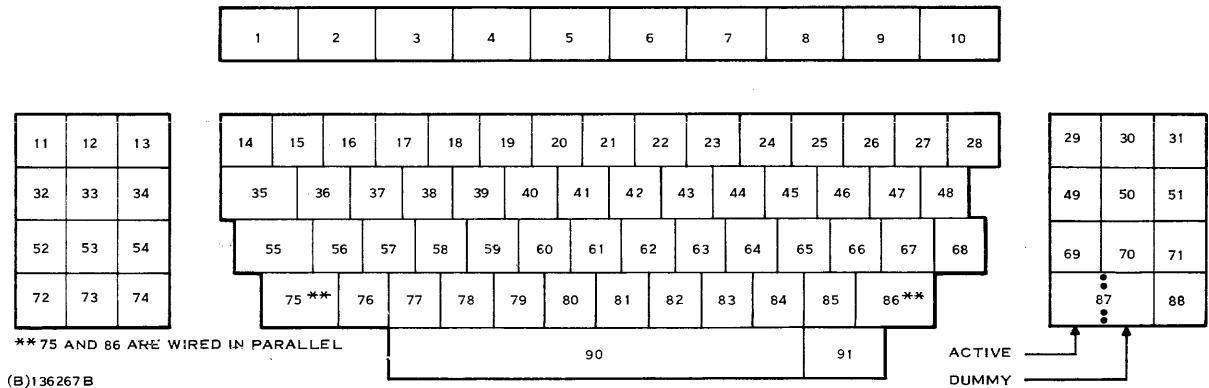 1 2 3 4 5 6 7 8 9 10
11 12 13 14 15 16 17 18 19 20 21 22 23 24 25 26 27 28 29 30 31
32 33 34 35 36 37 38 39 40 41 42 43 44 45 46 47 48 49 50 51
52 53 54 55 56 57 58 59 60 61 62 63 64 65 66 67 68 69 70 71
72 73 74 75 ** 76 77 78 79 80 81 82 83 84 85 86 ** 87 88
** 75 AND 86 ARE WIRED IN PARALLEL
90 91
ACTIVE
DUMMY
(B)136267B